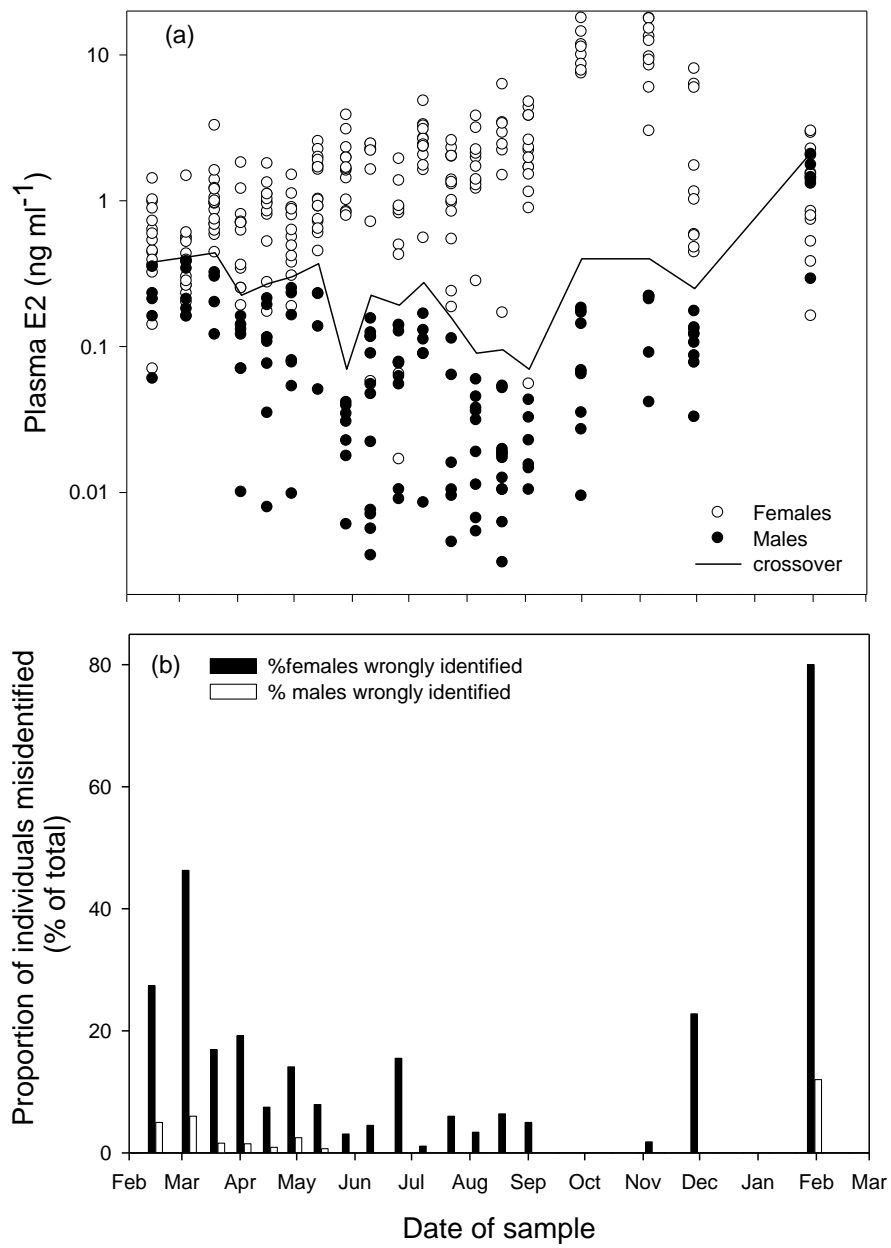 (a)
10
1
0.1
0.01
Plasma E2 (ng ml⁻¹)
Females
Males
crossover
(b)
%females wrongly identified
% males wrongly identified
80
60
40
20
0
Proportion of individuals misidentified
(% of total)
Feb Mar Apr May Jun Jul Aug Sep Oct Nov Dec Jan Feb Mar
Date of sample